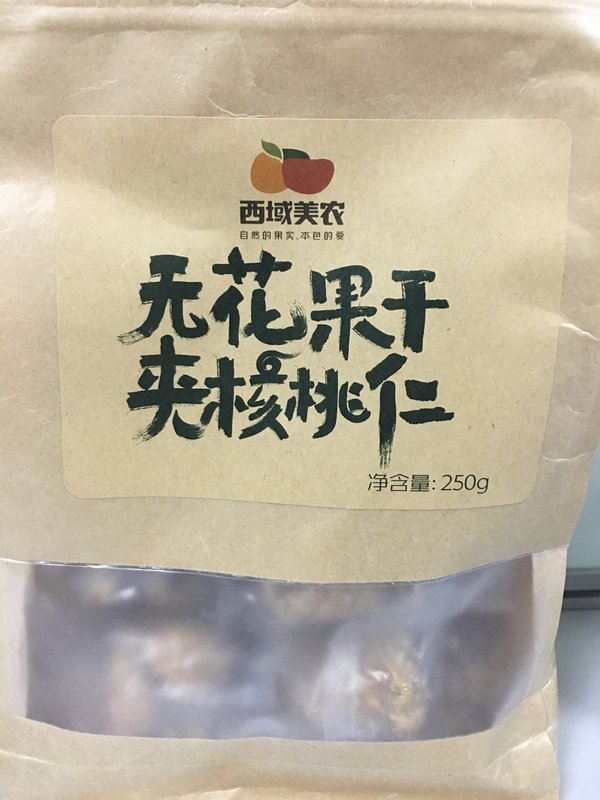 西域美农
自然的果实.本色的爱
无花果干
夹核桃仁
净含量: 250g